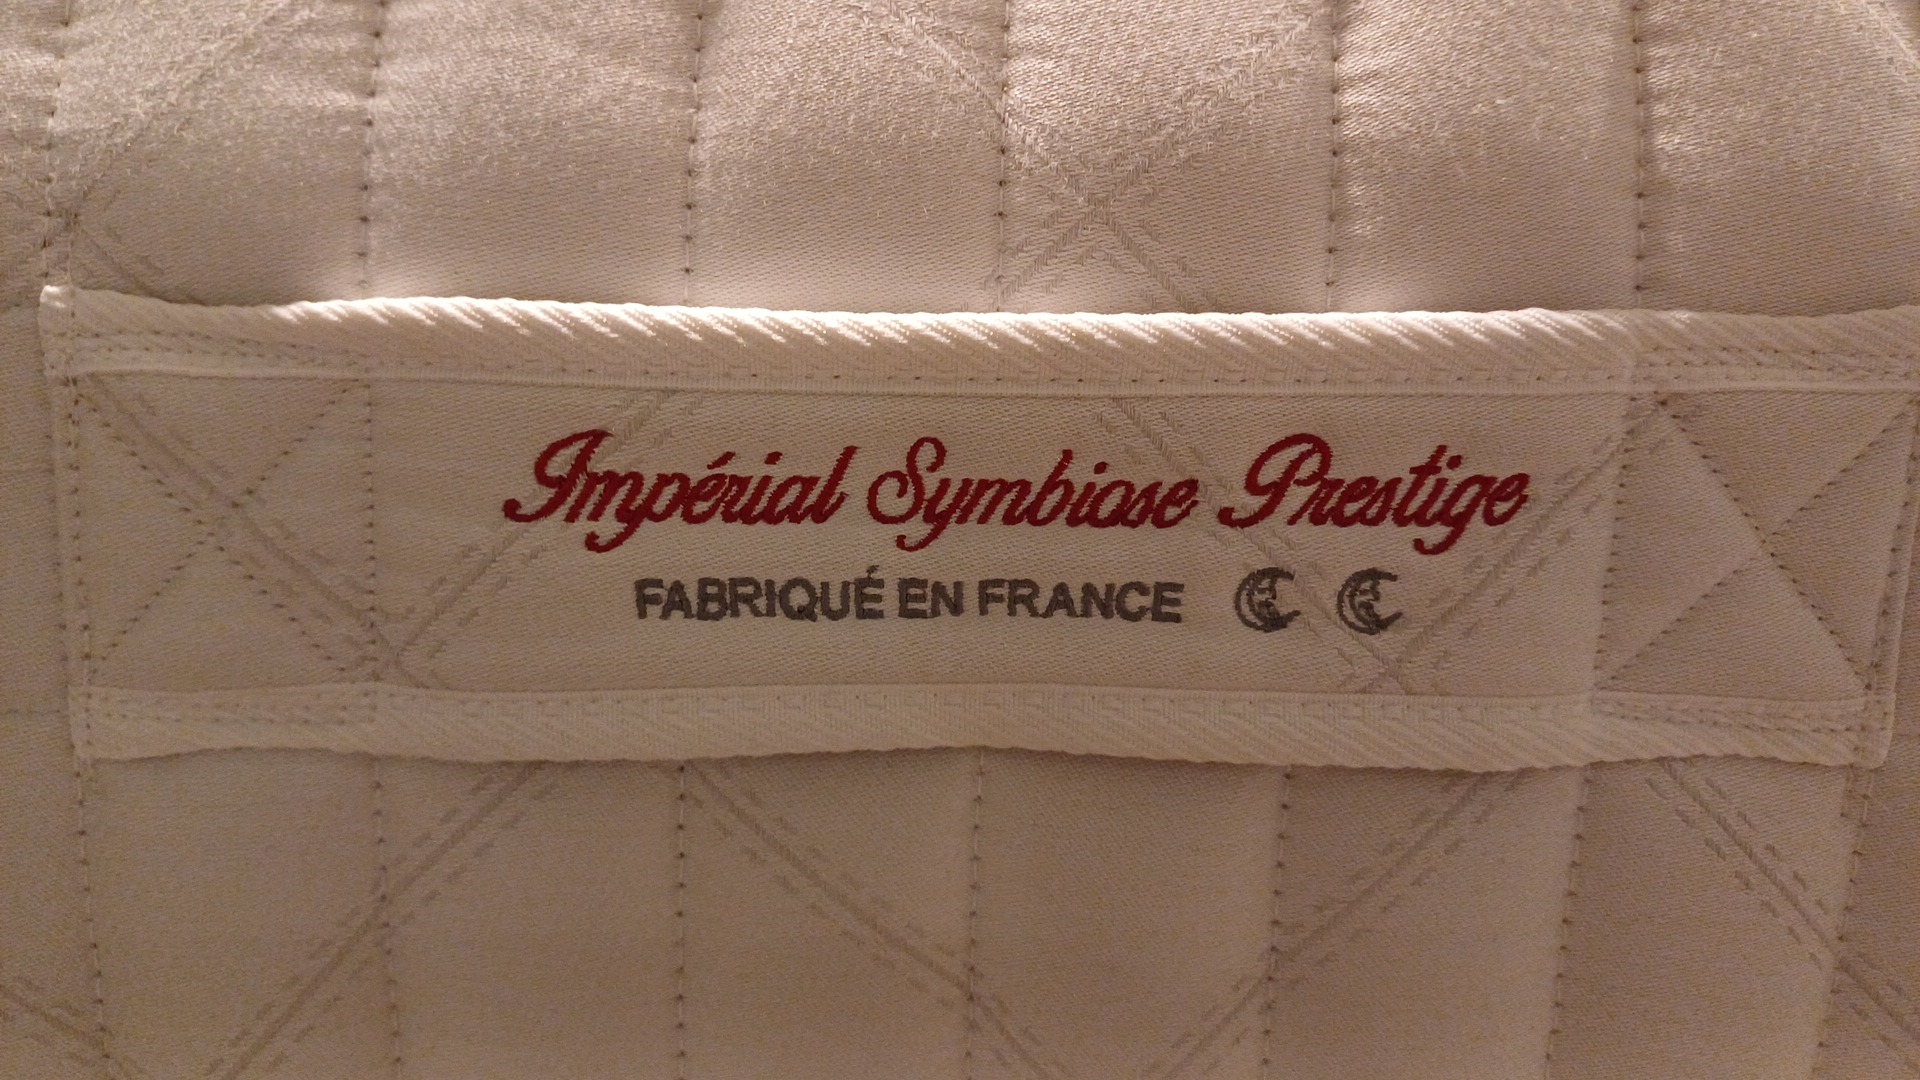 Impérial Symbiose Prestige
FABRIQUÉ EN FRANCE